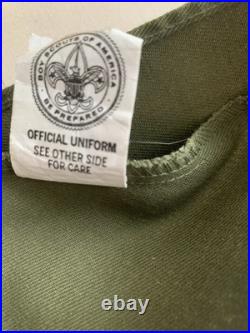 BOY SCOUTS OF AMERICA
BE PREPARED
OFFICIAL UNIFORM
SEE OTHER SIDE
FOR CARE